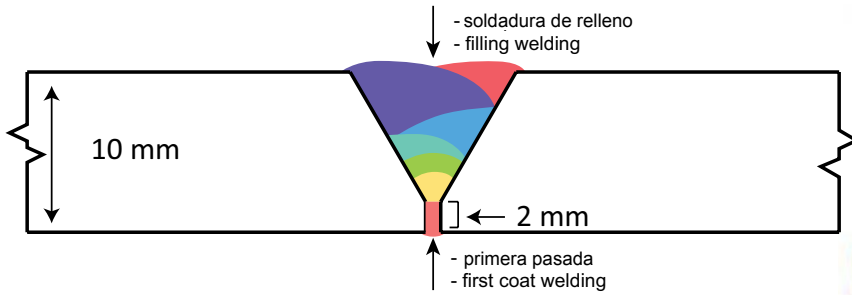 - soldadura de relleno
- filling welding
10 mm
2 mm
- primera pasada
- first coat welding